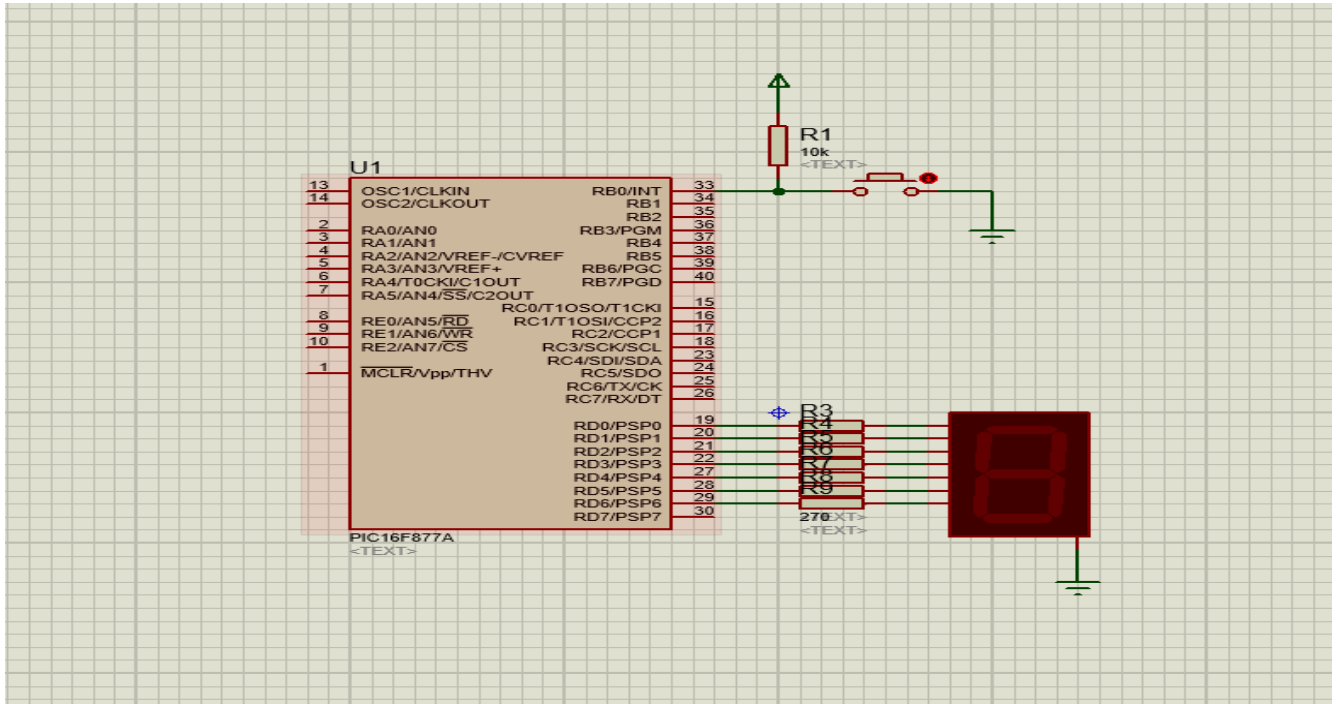 R1
10k
<TEXT>
U1
13 OSC1/CLKIN RB0/INT 33
14 OSC2/CLKOUT RB1 34
RB2 35
2 RA0/AN0 RB3/PGM 36
3 RA1/AN1 RB4 37
4 RA2/AN2/VREF-/CVREF RB5 38
5 RA3/AN3/VREF+ RB6/PGC 39
6 RA4/T0CKI/C1OUT RB7/PGD 40
7 RA5/AN4/SS/C2OUT
RC0/T1OSO/T1CKI 15
8 RE0/AN5/RD RC1/T1OSI/CCP2 16
9 RE1/AN6/WR RC2/CCP1 17
10 RE2/AN7/CS RC3/SCK/SCL 18
RC4/SDI/SDA 23
1 MCLR/Vpp/THV RC5/SDO 24
RC6/TX/CK 25
RC7/RX/DT 26
RD0/PSP0 19
RD1/PSP1 20
RD2/PSP2 21
RD3/PSP3 22
RD4/PSP4 27
RD5/PSP5 28
RD6/PSP6 29
RD7/PSP7 30
R3
R4
R5
R6
R7
R8
R9
270
<TEXT>
PIC16F877A
<TEXT>